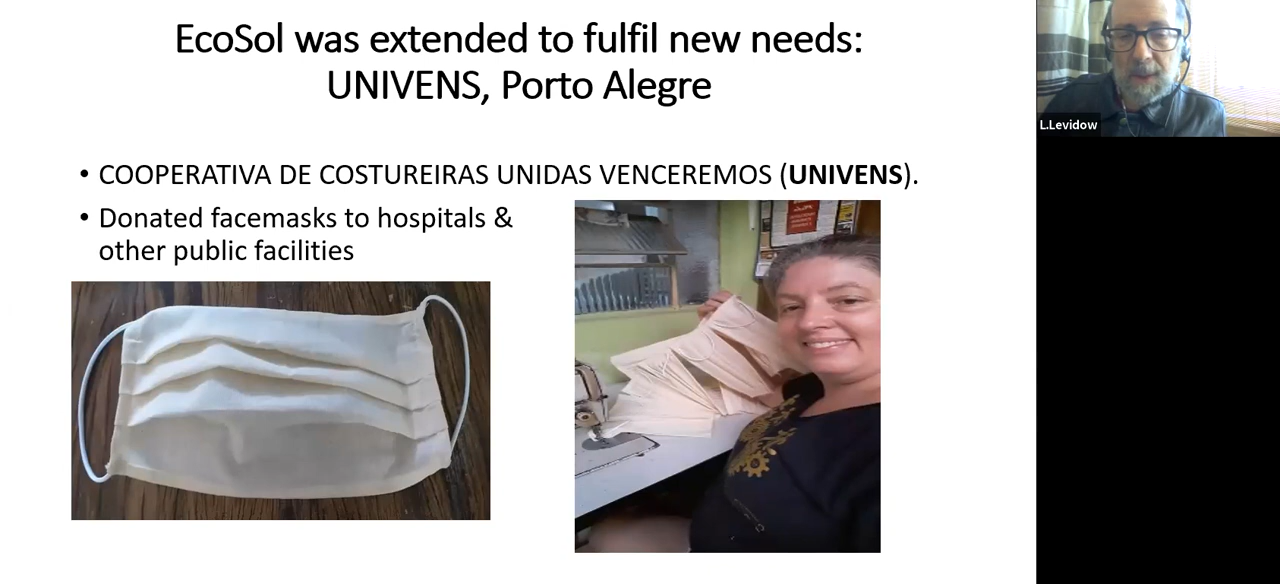 EcoSol was extended to fulfil new needs:
UNIVENS, Porto Alegre
• COOPERATIVA DE COSTUREIRAS UNIDAS VENCEREMOS (UNIVENS).
• Donated facemasks to hospitals &
other public facilities
L.Levidow